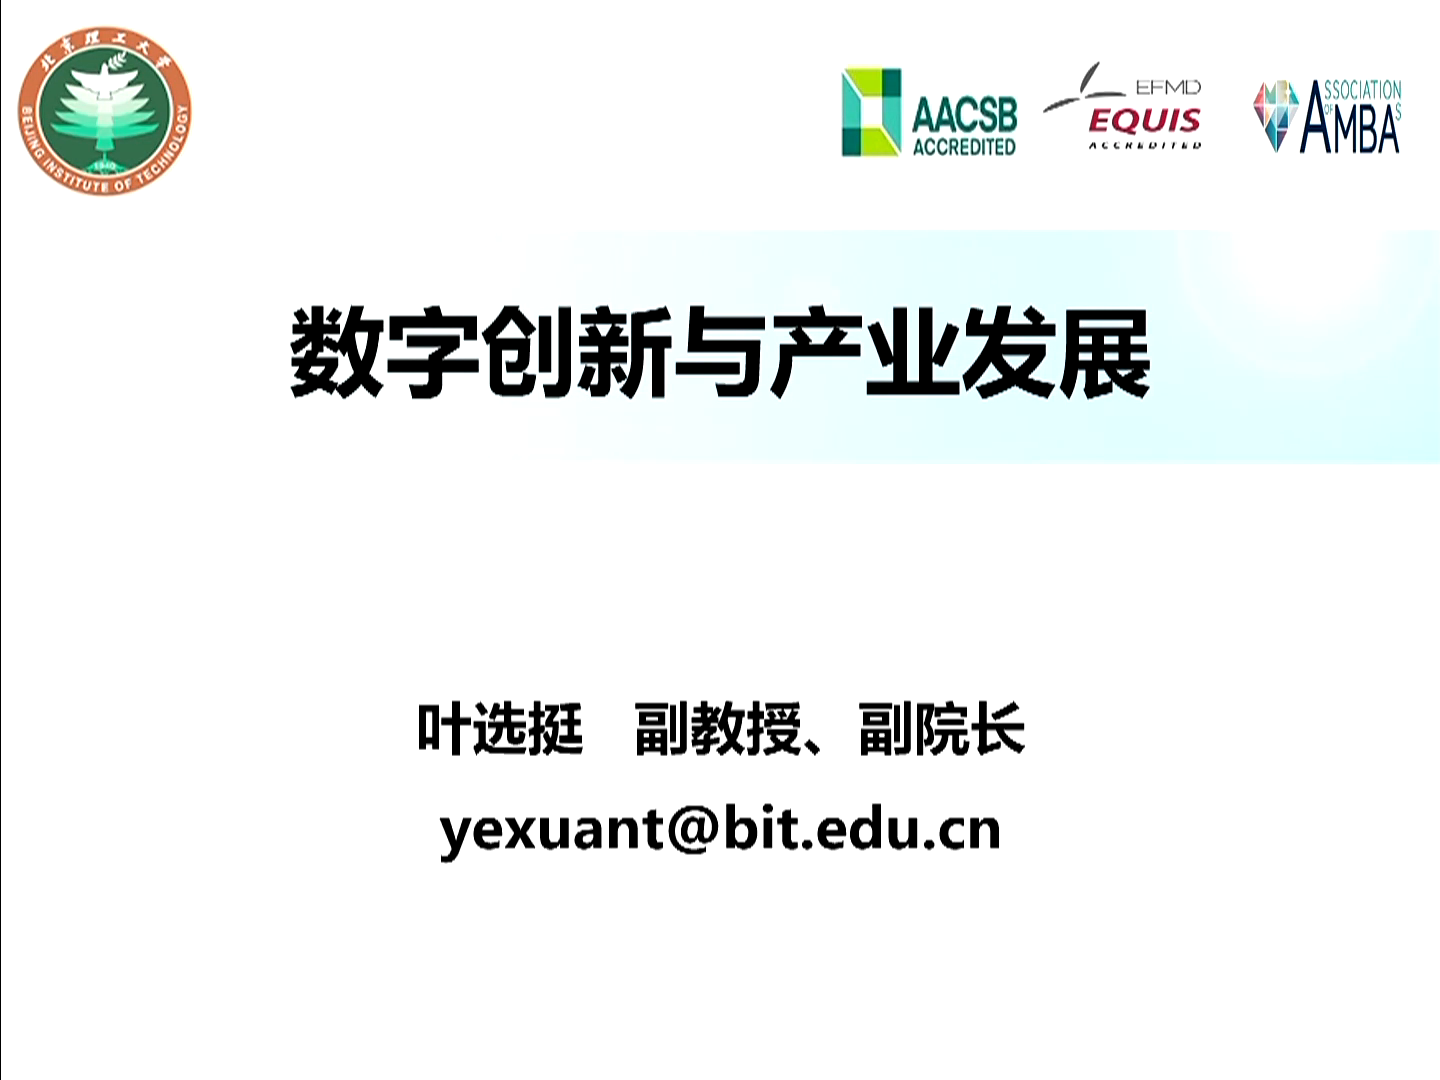 北京理工大学
BEIJING INSTITUTE OF TECHNOLOGY
1940
AACSB
ACCREDITED
EFMD
EQUIS
ACCREDITED
ASSOCIATION
OF AMBAS
数字创新与产业发展
叶选挺 副教授、副院长
yexuant@bit.edu.cn